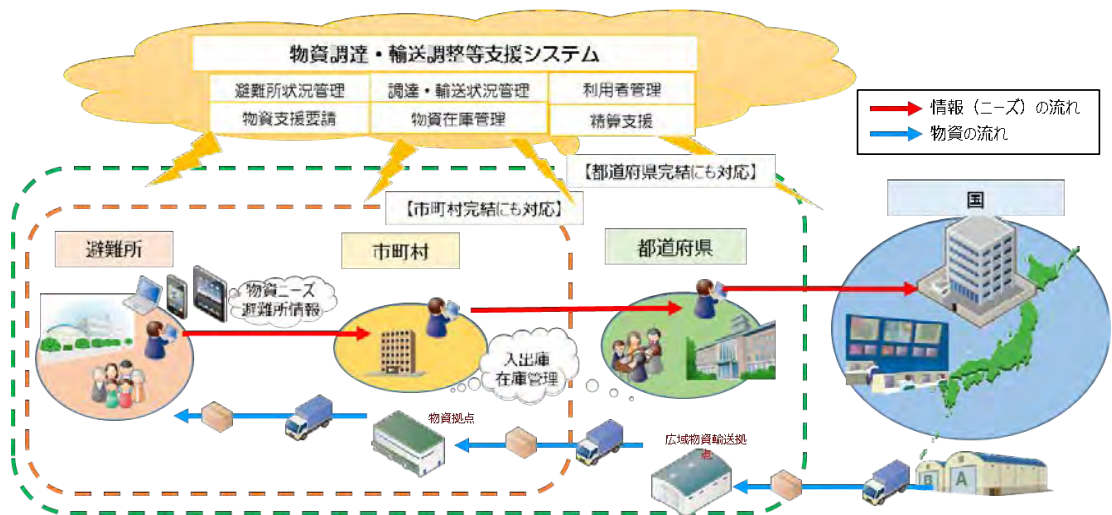 物資調達・輸送調整等支援システム
避難所状況管理
調達・輸送状況管理
利用者管理
物資支援要請
物資在庫管理
精算支援
情報（ニーズ）の流れ
物資の流れ
【都道府県完結にも対応】
【市町村完結にも対応】
国
避難所
市町村
都道府県
物資ニーズ
避難所情報
入出庫
在庫管理
物資拠点
広域物資輸送拠
点
B
A